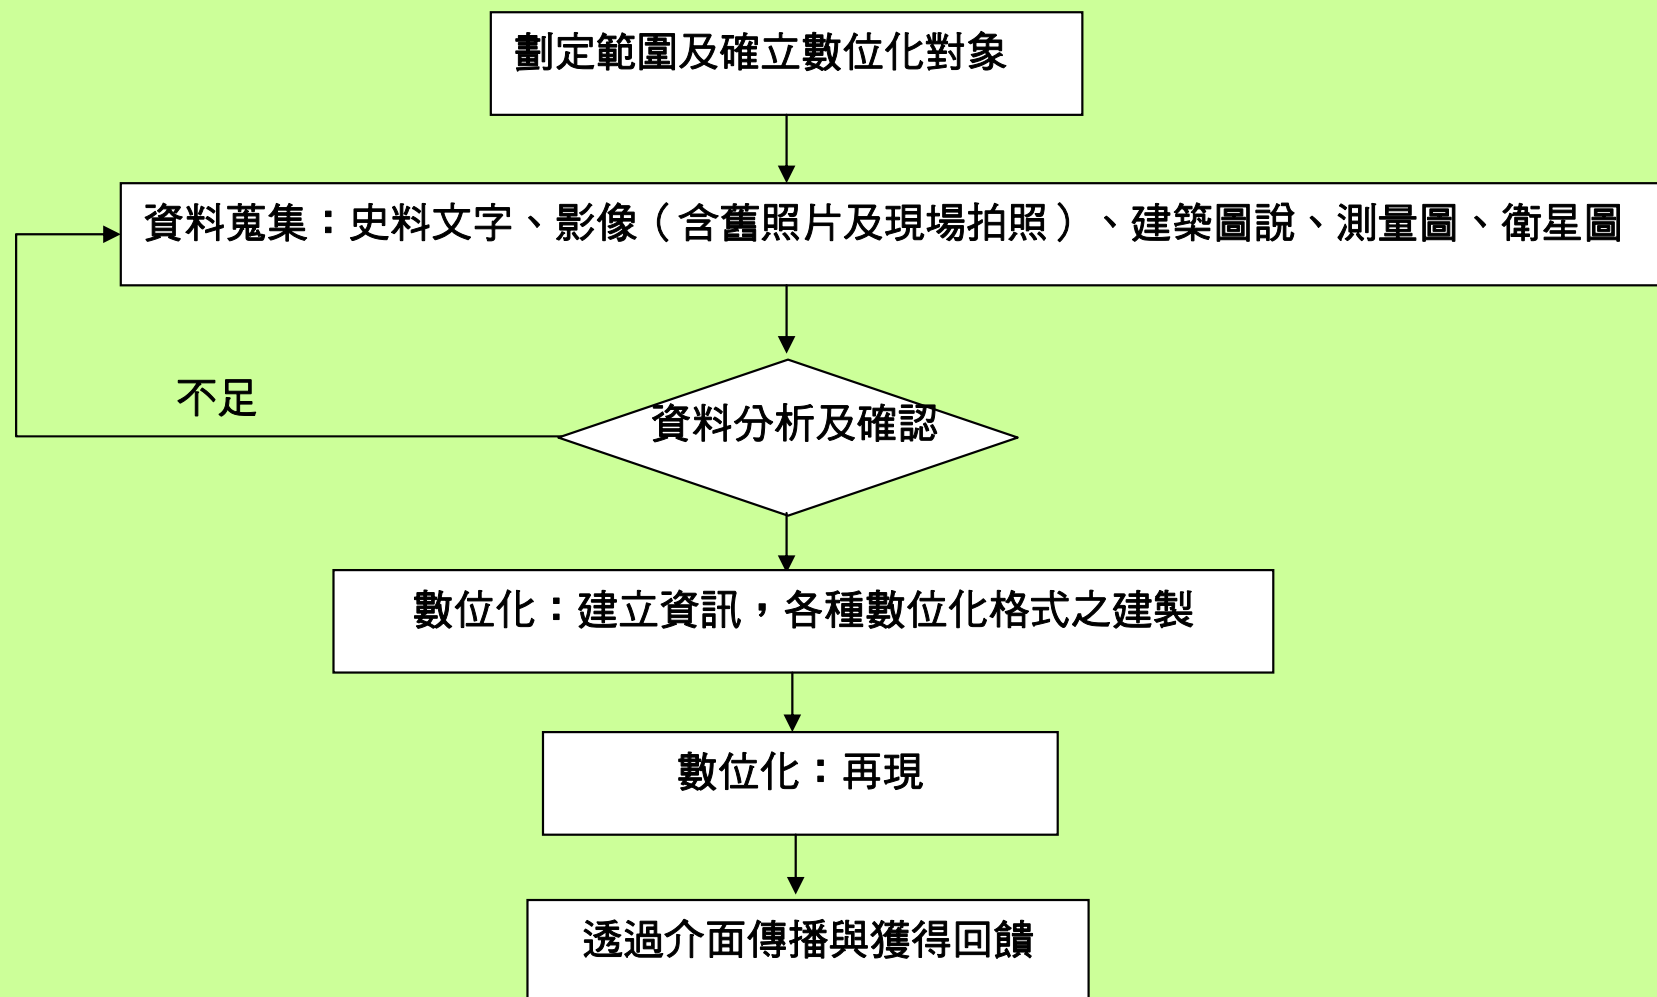 劃定範圍及確立數位化對象
資料蒐集：史料文字、影像（含舊照片及現場拍照）、建築圖說、測量圖、衛星圖
不足
資料分析及確認
數位化：建立資訊，各種數位化格式之建製
數位化：再現
透過介面傳播與獲得回饋